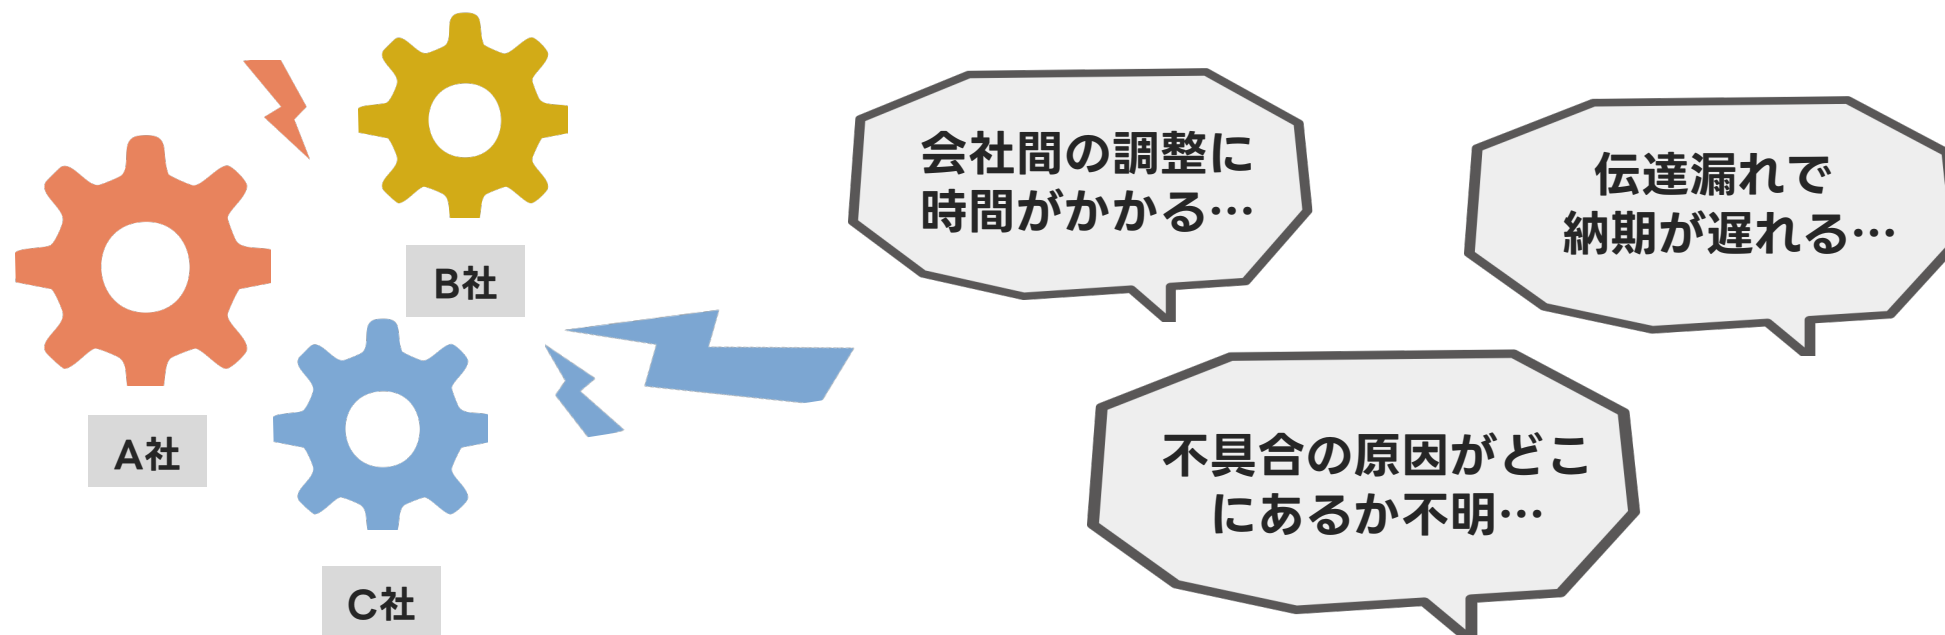 A社
B社
C社
会社間の調整に
時間がかかる…
伝達漏れで
納期が遅れる…
不具合の原因がどこ
にあるか不明…